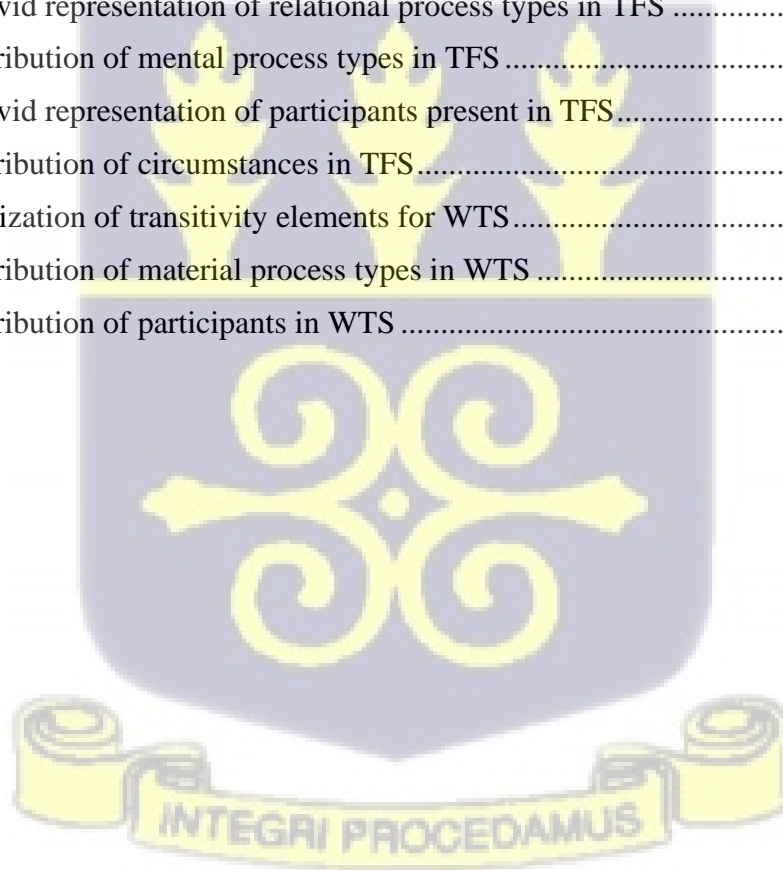 vid representation of relational process types in TFS ............
ribution of mental process types in TFS ..................................
vid representation of participants present in TFS.....................
ribution of circumstances in TFS.............................................
ization of transitivity elements for WTS...................................
ribution of material process types in WTS ..............................
ribution of participants in WTS ...............................................
INTEGRI PROCEDAMUS